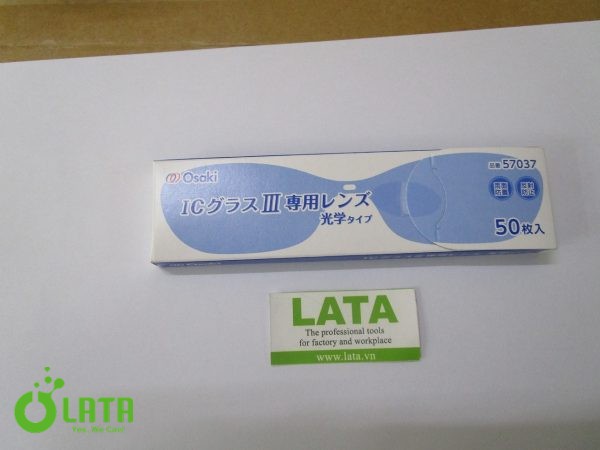 Osaki
ICグラスⅢ専用レンズ
光学タイプ
品番 57037
50枚入
LATA
The professional tools
for factory and workplace
www.lata.vn
LATA